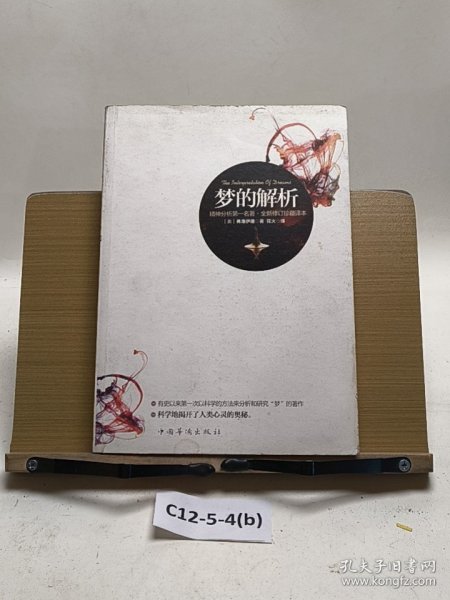 The Interpretation Of Dreams
梦的解析
精神分析第一名著·全新修订珍藏译本
[奥] 弗洛伊德 著 花火 译
有史以来第一次以科学的方法来分析和研究“梦”的著作
科学地揭开了人类心灵的奥秘。
中国华侨出版社
C12-5-4(b)
孔夫子旧书网
www.kongfz.com